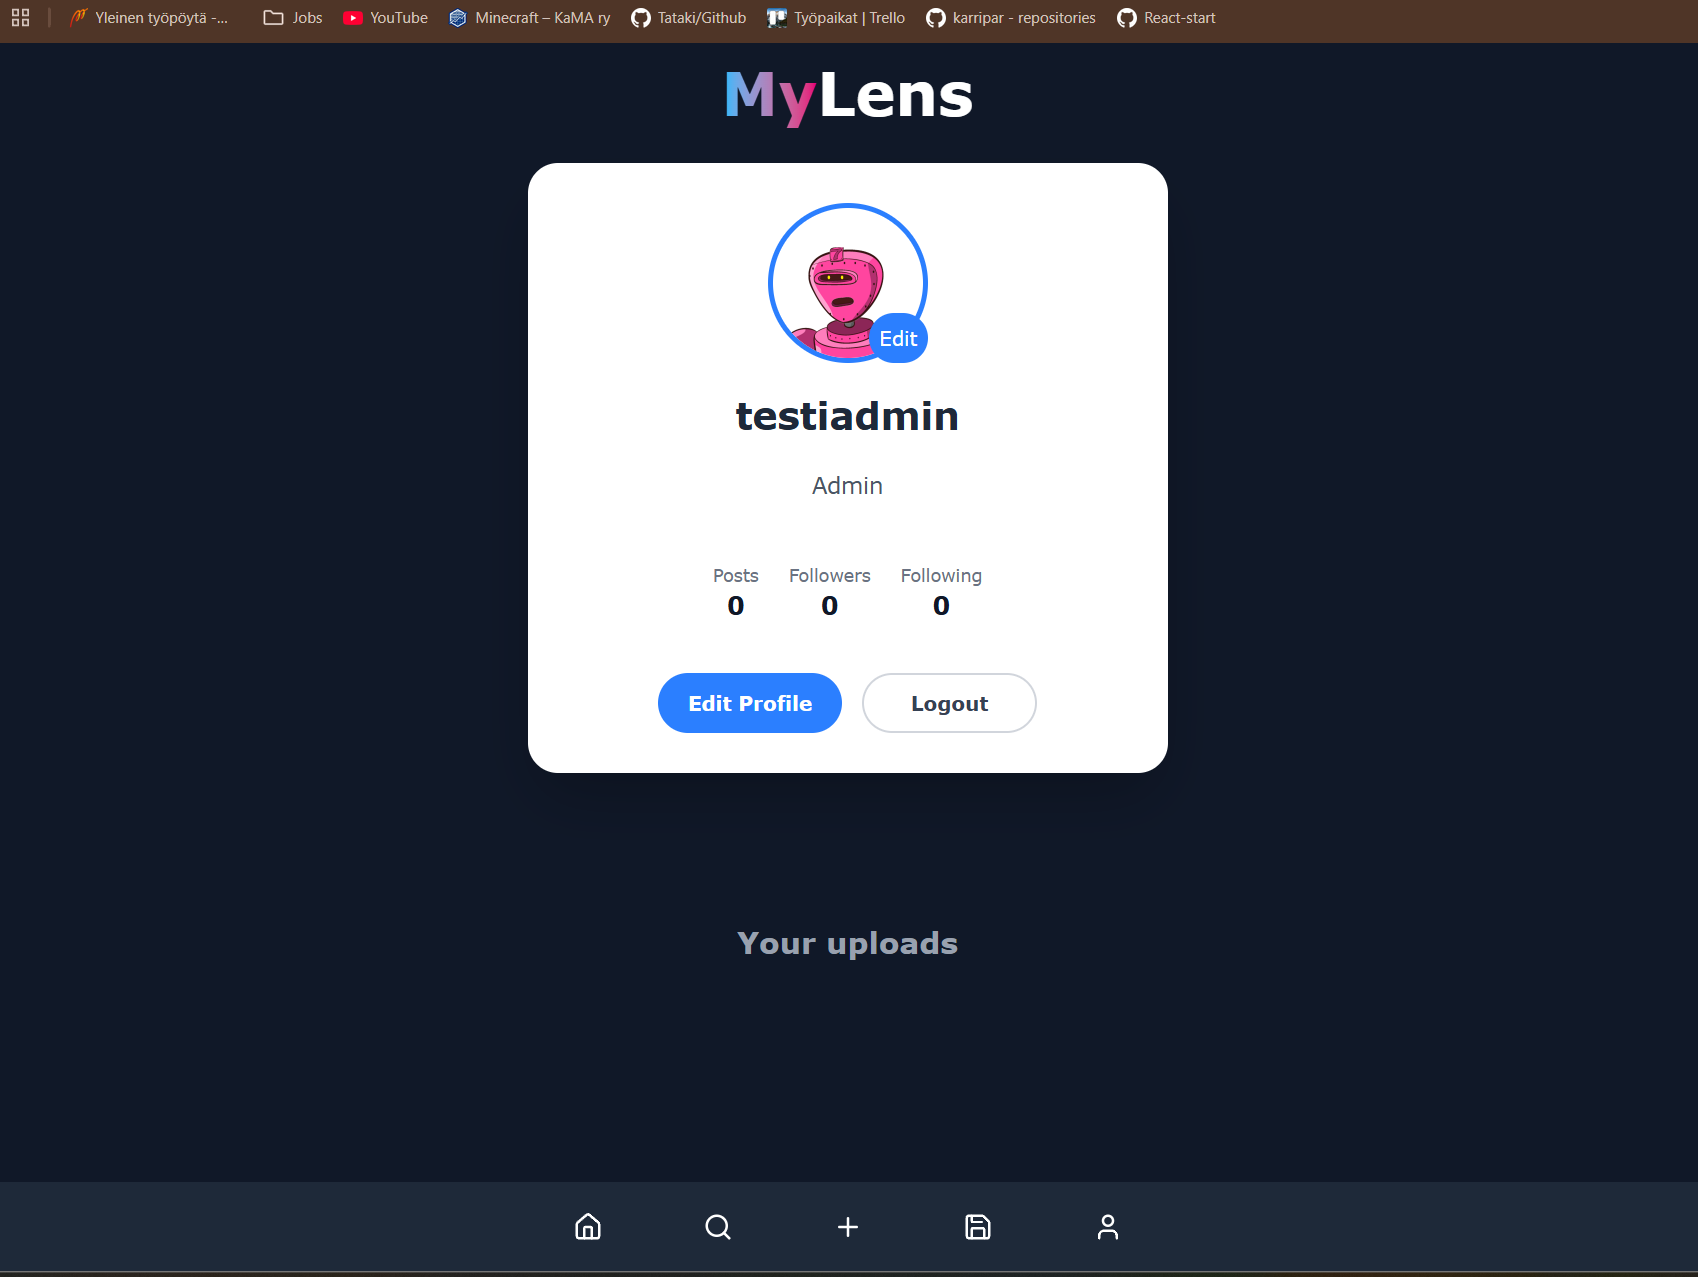 Yleinen työpöytä -...
Jobs
YouTube
Minecraft – KaMA ry
Tataki/Github
Työpaikat | Trello
karripar - repositories
React-start
MyLens
Edit
testiadmin
Admin
Posts Followers Following
0 0 0
Edit Profile Logout
Your uploads